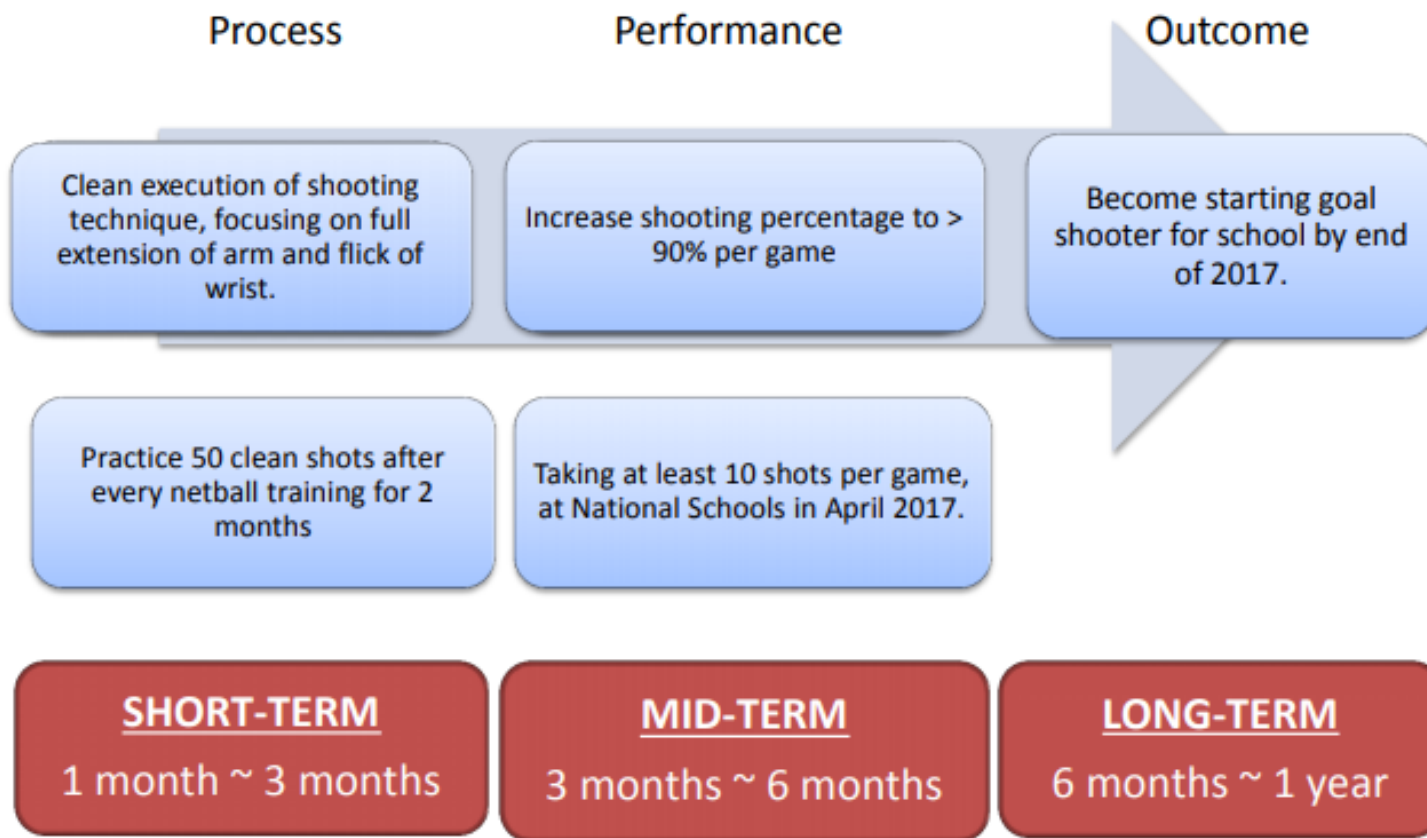 Process
Performance
Outcome
Clean execution of shooting
technique, focusing on full
extension of arm and flick of
wrist.
Increase shooting percentage to >
90% per game
Become starting goal
shooter for school by end
of 2017.
Practice 50 clean shots after
every netball training for 2
months
Taking at least 10 shots per game,
at National Schools in April 2017.
SHORT-TERM
1 month ~ 3 months
MID-TERM
3 months ~ 6 months
LONG-TERM
6 months ~ 1 year